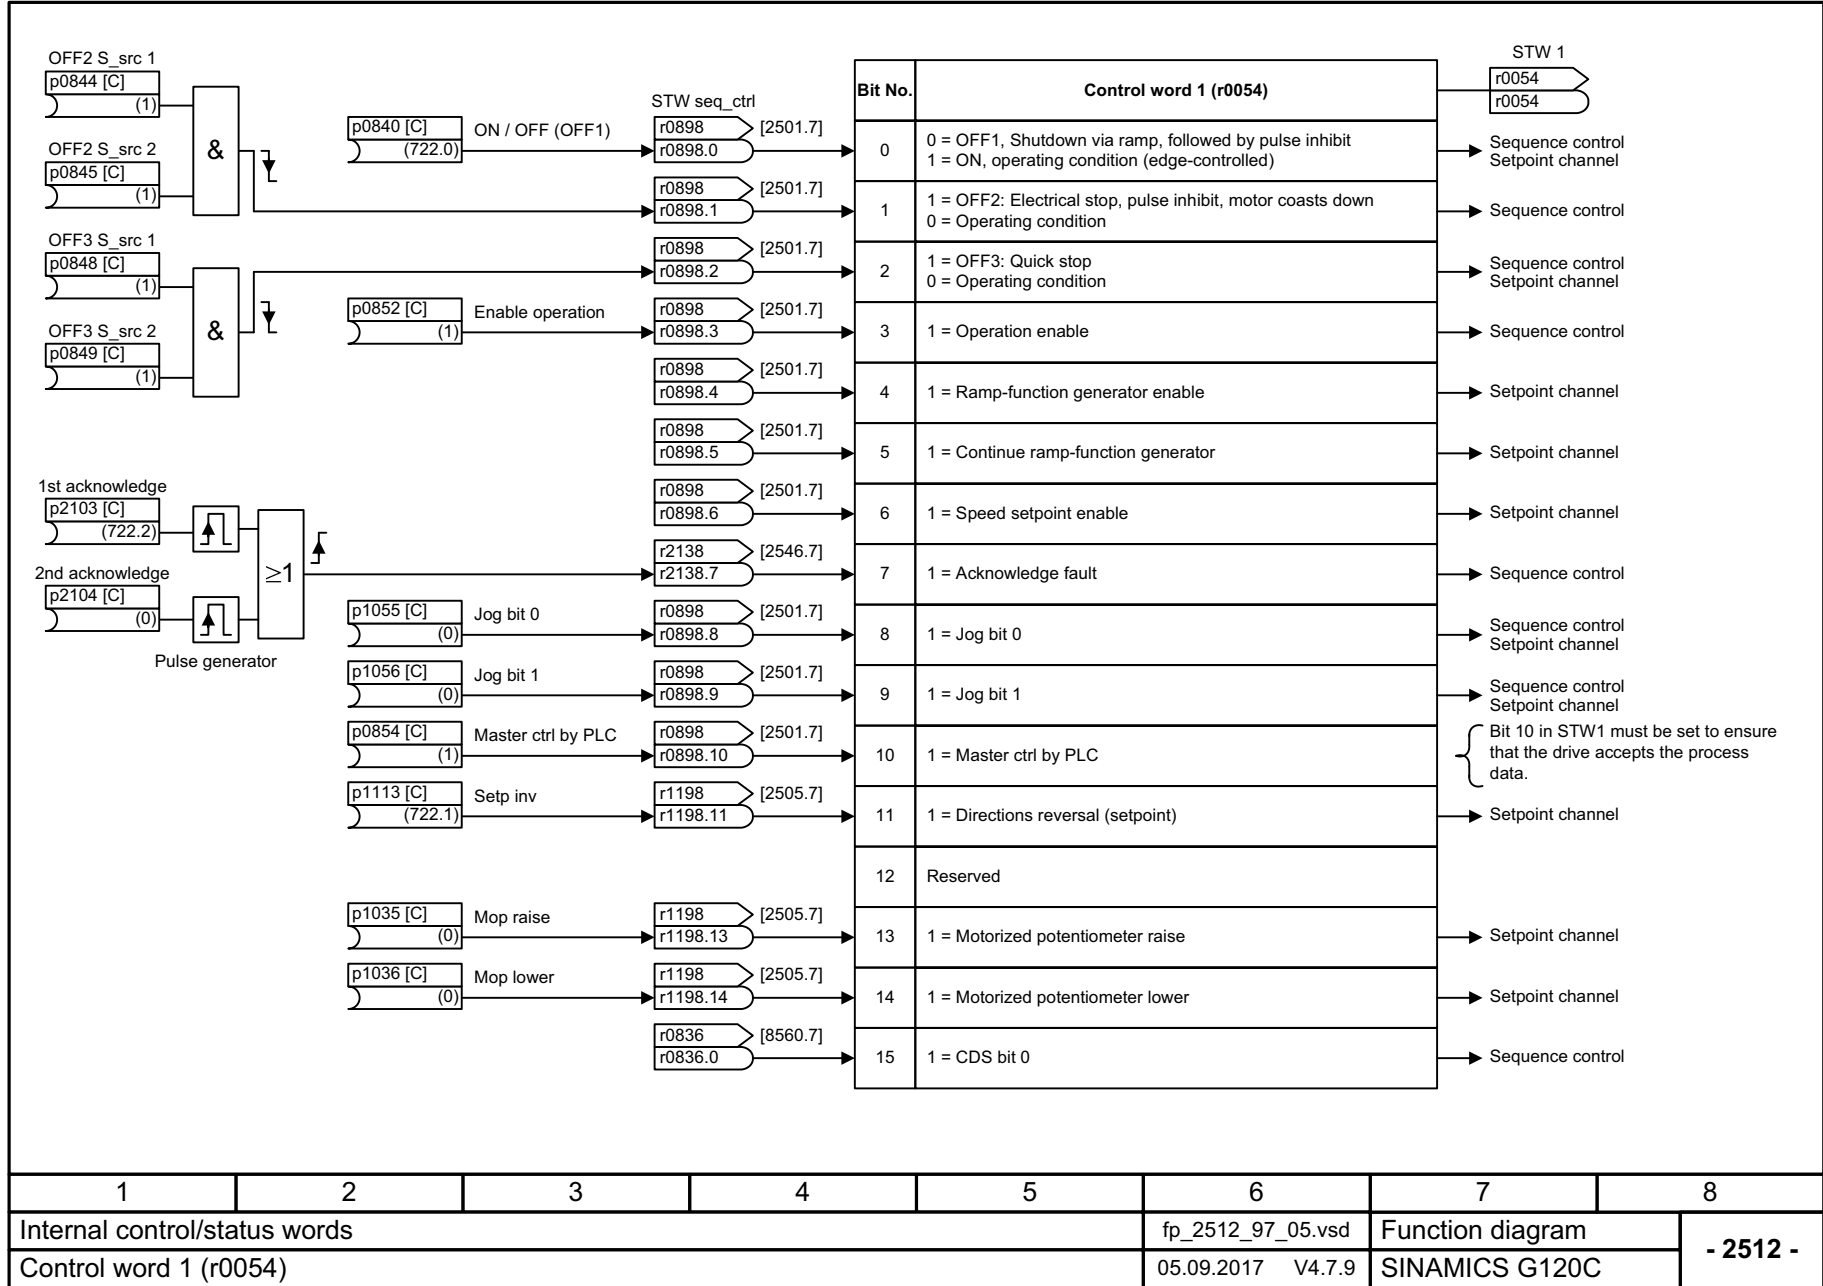 STW 1
r0054
r0054
OFF2 S_src 1
p0844 [C]
(1)
OFF2 S_src 2
p0845 [C]
(1)
&
OFF3 S_src 1
p0848 [C]
(1)
OFF3 S_src 2
p0849 [C]
(1)
&
1st acknowledge
p2103 [C]
(722.2)
2nd acknowledge
p2104 [C]
(0)
≥1
Pulse generator
STW seq_ctrl
Bit No. Control word 1 (r0054)
p0840 [C] ON / OFF (OFF1)
(722.0)
r0898 [2501.7]
r0898.0
0
0 = OFF1, Shutdown via ramp, followed by pulse inhibit
1 = ON, operating condition (edge-controlled)
Sequence control
Setpoint channel
r0898 [2501.7]
r0898.1
1
1 = OFF2: Electrical stop, pulse inhibit, motor coasts down
0 = Operating condition
Sequence control
r0898 [2501.7]
r0898.2
2
1 = OFF3: Quick stop
0 = Operating condition
Sequence control
Setpoint channel
p0852 [C] Enable operation
(1)
r0898 [2501.7]
r0898.3
3 1 = Operation enable
Sequence control
r0898 [2501.7]
r0898.4
4 1 = Ramp-function generator enable
Setpoint channel
r0898 [2501.7]
r0898.5
5 1 = Continue ramp-function generator
Setpoint channel
r0898 [2501.7]
r0898.6
6 1 = Speed setpoint enable
Setpoint channel
r2138 [2546.7]
r2138.7
7 1 = Acknowledge fault
Sequence control
p1055 [C] Jog bit 0
(0)
r0898 [2501.7]
r0898.8
8 1 = Jog bit 0
Sequence control
Setpoint channel
p1056 [C] Jog bit 1
(0)
r0898 [2501.7]
r0898.9
9 1 = Jog bit 1
Sequence control
Setpoint channel
p0854 [C] Master ctrl by PLC
(1)
r0898 [2501.7]
r0898.10
10 1 = Master ctrl by PLC
Bit 10 in STW1 must be set to ensure
that the drive accepts the process
data.
p1113 [C] Setp inv
(722.1)
r1198 [2505.7]
r1198.11
11 1 = Directions reversal (setpoint)
Setpoint channel
12 Reserved
p1035 [C] Mop raise
(0)
r1198 [2505.7]
r1198.13
13 1 = Motorized potentiometer raise
Setpoint channel
p1036 [C] Mop lower
(0)
r1198 [2505.7]
r1198.14
14 1 = Motorized potentiometer lower
Setpoint channel
r0836 [8560.7]
r0836.0
15 1 = CDS bit 0
Sequence control
1 2 3 4 5 6 7 8
Internal control/status words fp_2512_97_05.vsd Function diagram
- 2512 -
Control word 1 (r0054) 05.09.2017 V4.7.9 SINAMICS G120C